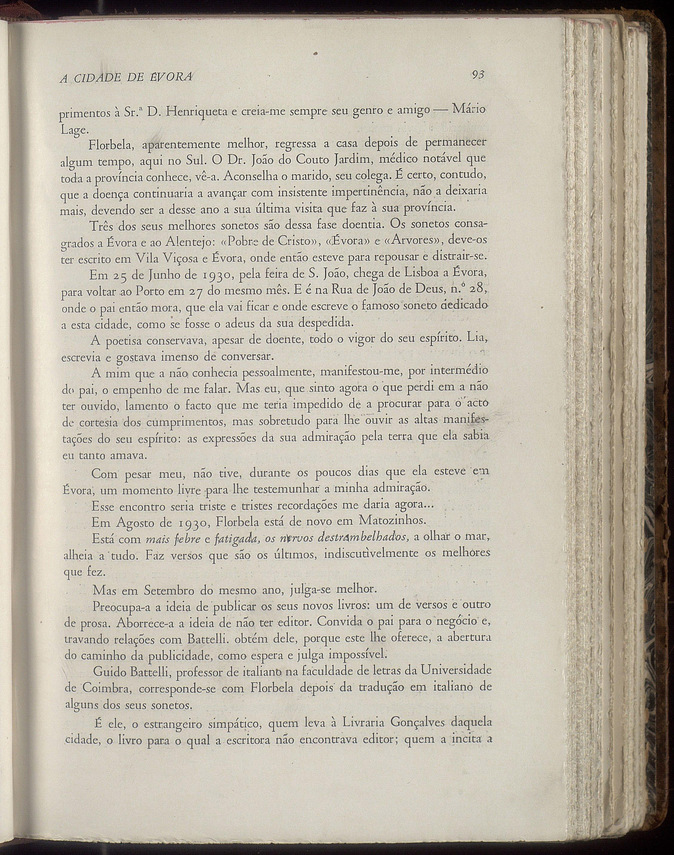 A CIDADE DE ÉVORA 93
primentos à Sr.ª D. Henriqueta e creia-me sempre seu genro e amigo — Mário
Lage.
Florbela, aparentemente melhor, regressa a casa depois de permanecer
algum tempo, aqui no Sul. O Dr. João do Couto Jardim, médico notável que
toda a província conhece, vê-a. Aconselha o marido, seu colega. É certo, contudo,
que a doença continuaria a avançar com insistente impertinência, não a deixaria
mais, devendo ser a desse ano a sua última visita que faz à sua província.
Três dos seus melhores sonetos são dessa fase doentia. Os sonetos consa-
grados a Évora e ao Alentejo: «Pobre de Cristo», «Évora» e «Árvores», deve-os
ter escrito em Vila Viçosa e Évora, onde então esteve para repousar e distrair-se.
Em 25 de Junho de 1930, pela feira de S. João, chega de Lisboa a Évora,
para voltar ao Porto em 27 do mesmo mês. E é na Rua de João de Deus, n.º 28,
onde o pai então mora, que ela vai ficar e onde escreve o famoso soneto dedicado
a esta cidade, como se fosse o adeus da sua despedida.
A poetisa conservava, apesar de doente, todo o vigor do seu espírito. Lia,
escrevia e gostava imenso de conversar.
A mim que a não conhecia pessoalmente, manifestou-me, por intermédio
do pai, o empenho de me falar. Mas eu, que sinto agora o que perdi em a não
ter ouvido, lamento o facto que me teria impedido de a procurar para o acto
de cortesia dos cumprimentos, mas sobretudo para lhe ouvir as altas manifes-
tações do seu espírito: as expressões da sua admiração pela terra que ela sabia
eu tanto amava.
Com pesar meu, não tive, durante os poucos dias que ela esteve em
Évora, um momento livre para lhe testemunhar a minha admiração.
Esse encontro seria triste e tristes recordações me daria agora...
Em Agosto de 1930, Florbela está de novo em Matozinhos.
Está com mais febre e fatigada, os nervos destrambelhados, a olhar o mar,
alheia a tudo. Faz versos que são os últimos, indiscutìvelmente os melhores
que fez.
Mas em Setembro do mesmo ano, julga-se melhor.
Preocupa-a a ideia de publicar os seus novos livros: um de versos e outro
de prosa. Aborrece-a a ideia de não ter editor. Convida o pai para o negócio e,
travando relações com Battelli. obtém dele, porque este lhe oferece, a abertura
do caminho da publicidade, como espera e julga impossível.
Guido Battelli, professor de italiano na faculdade de letras da Universidade
de Coimbra, corresponde-se com Florbela depois da tradução em italiano de
alguns dos seus sonetos.
É ele, o estrangeiro simpático, quem leva à Livraria Gonçalves daquela
cidade, o livro para o qual a escritora não encontrava editor; quem a incita a